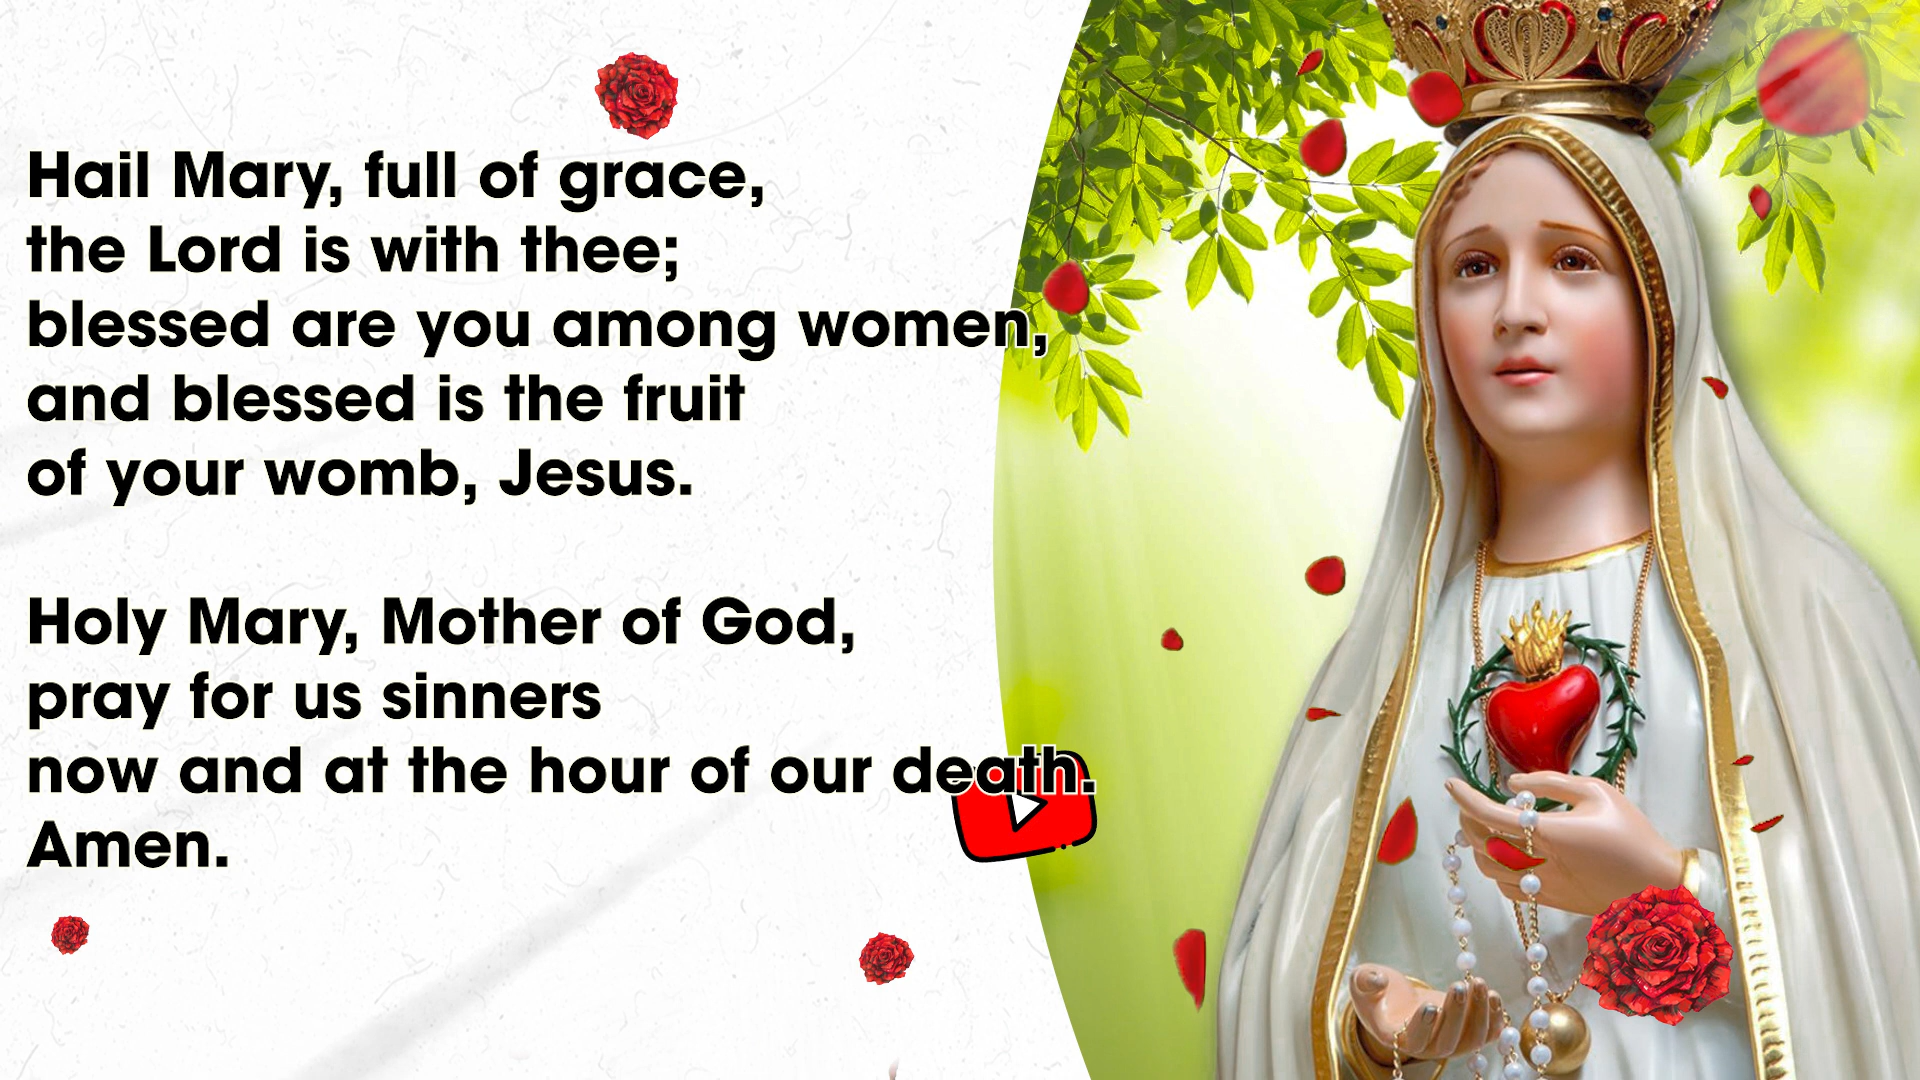 Hail Mary, full of grace,
the Lord is with thee;
blessed are you among women,
and blessed is the fruit
of your womb, Jesus.
Holy Mary, Mother of God,
pray for us sinners
now and at the hour of our death.
Amen.